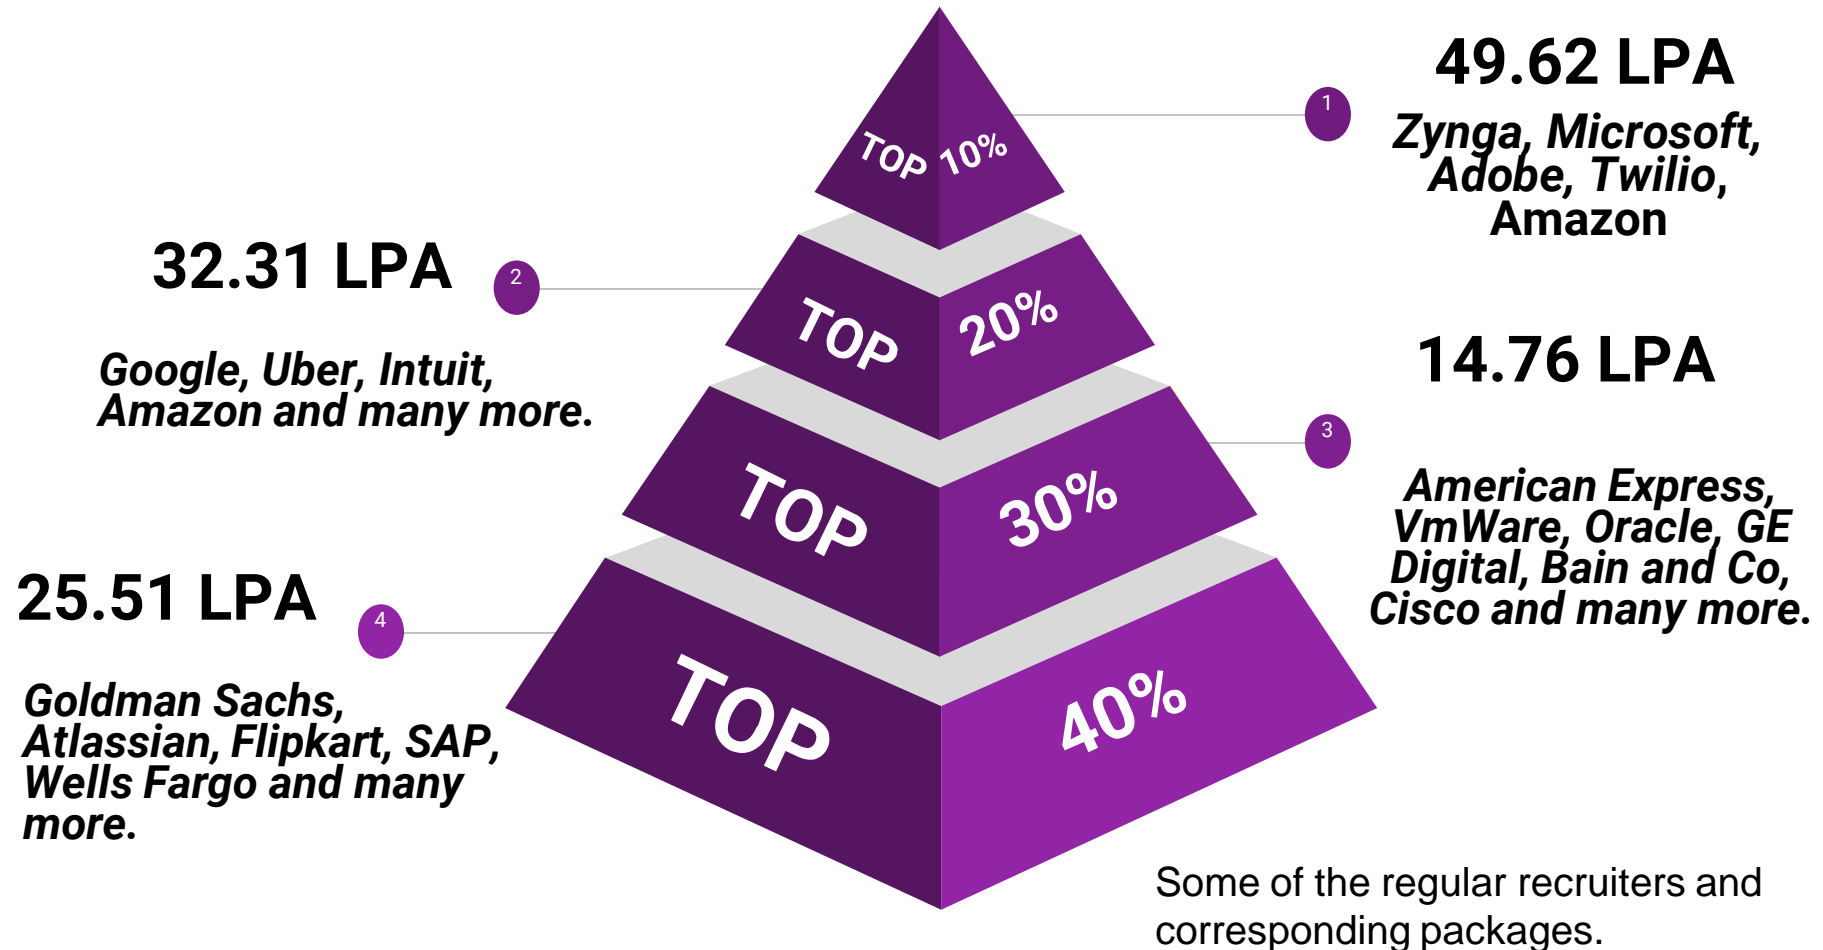 49.62 LPA
1
Zynga, Microsoft,
Adobe, Twilio,
Amazon
TOP 10%
32.31 LPA
2
Google, Uber, Intuit,
Amazon and many more.
TOP 20%
14.76 LPA
3
American Express,
VmWare, Oracle, GE
Digital, Bain and Co,
Cisco and many more.
TOP 30%
25.51 LPA
4
Goldman Sachs,
Atlassian, Flipkart, SAP,
Wells Fargo and many
more.
TOP 40%
Some of the regular recruiters and
corresponding packages.